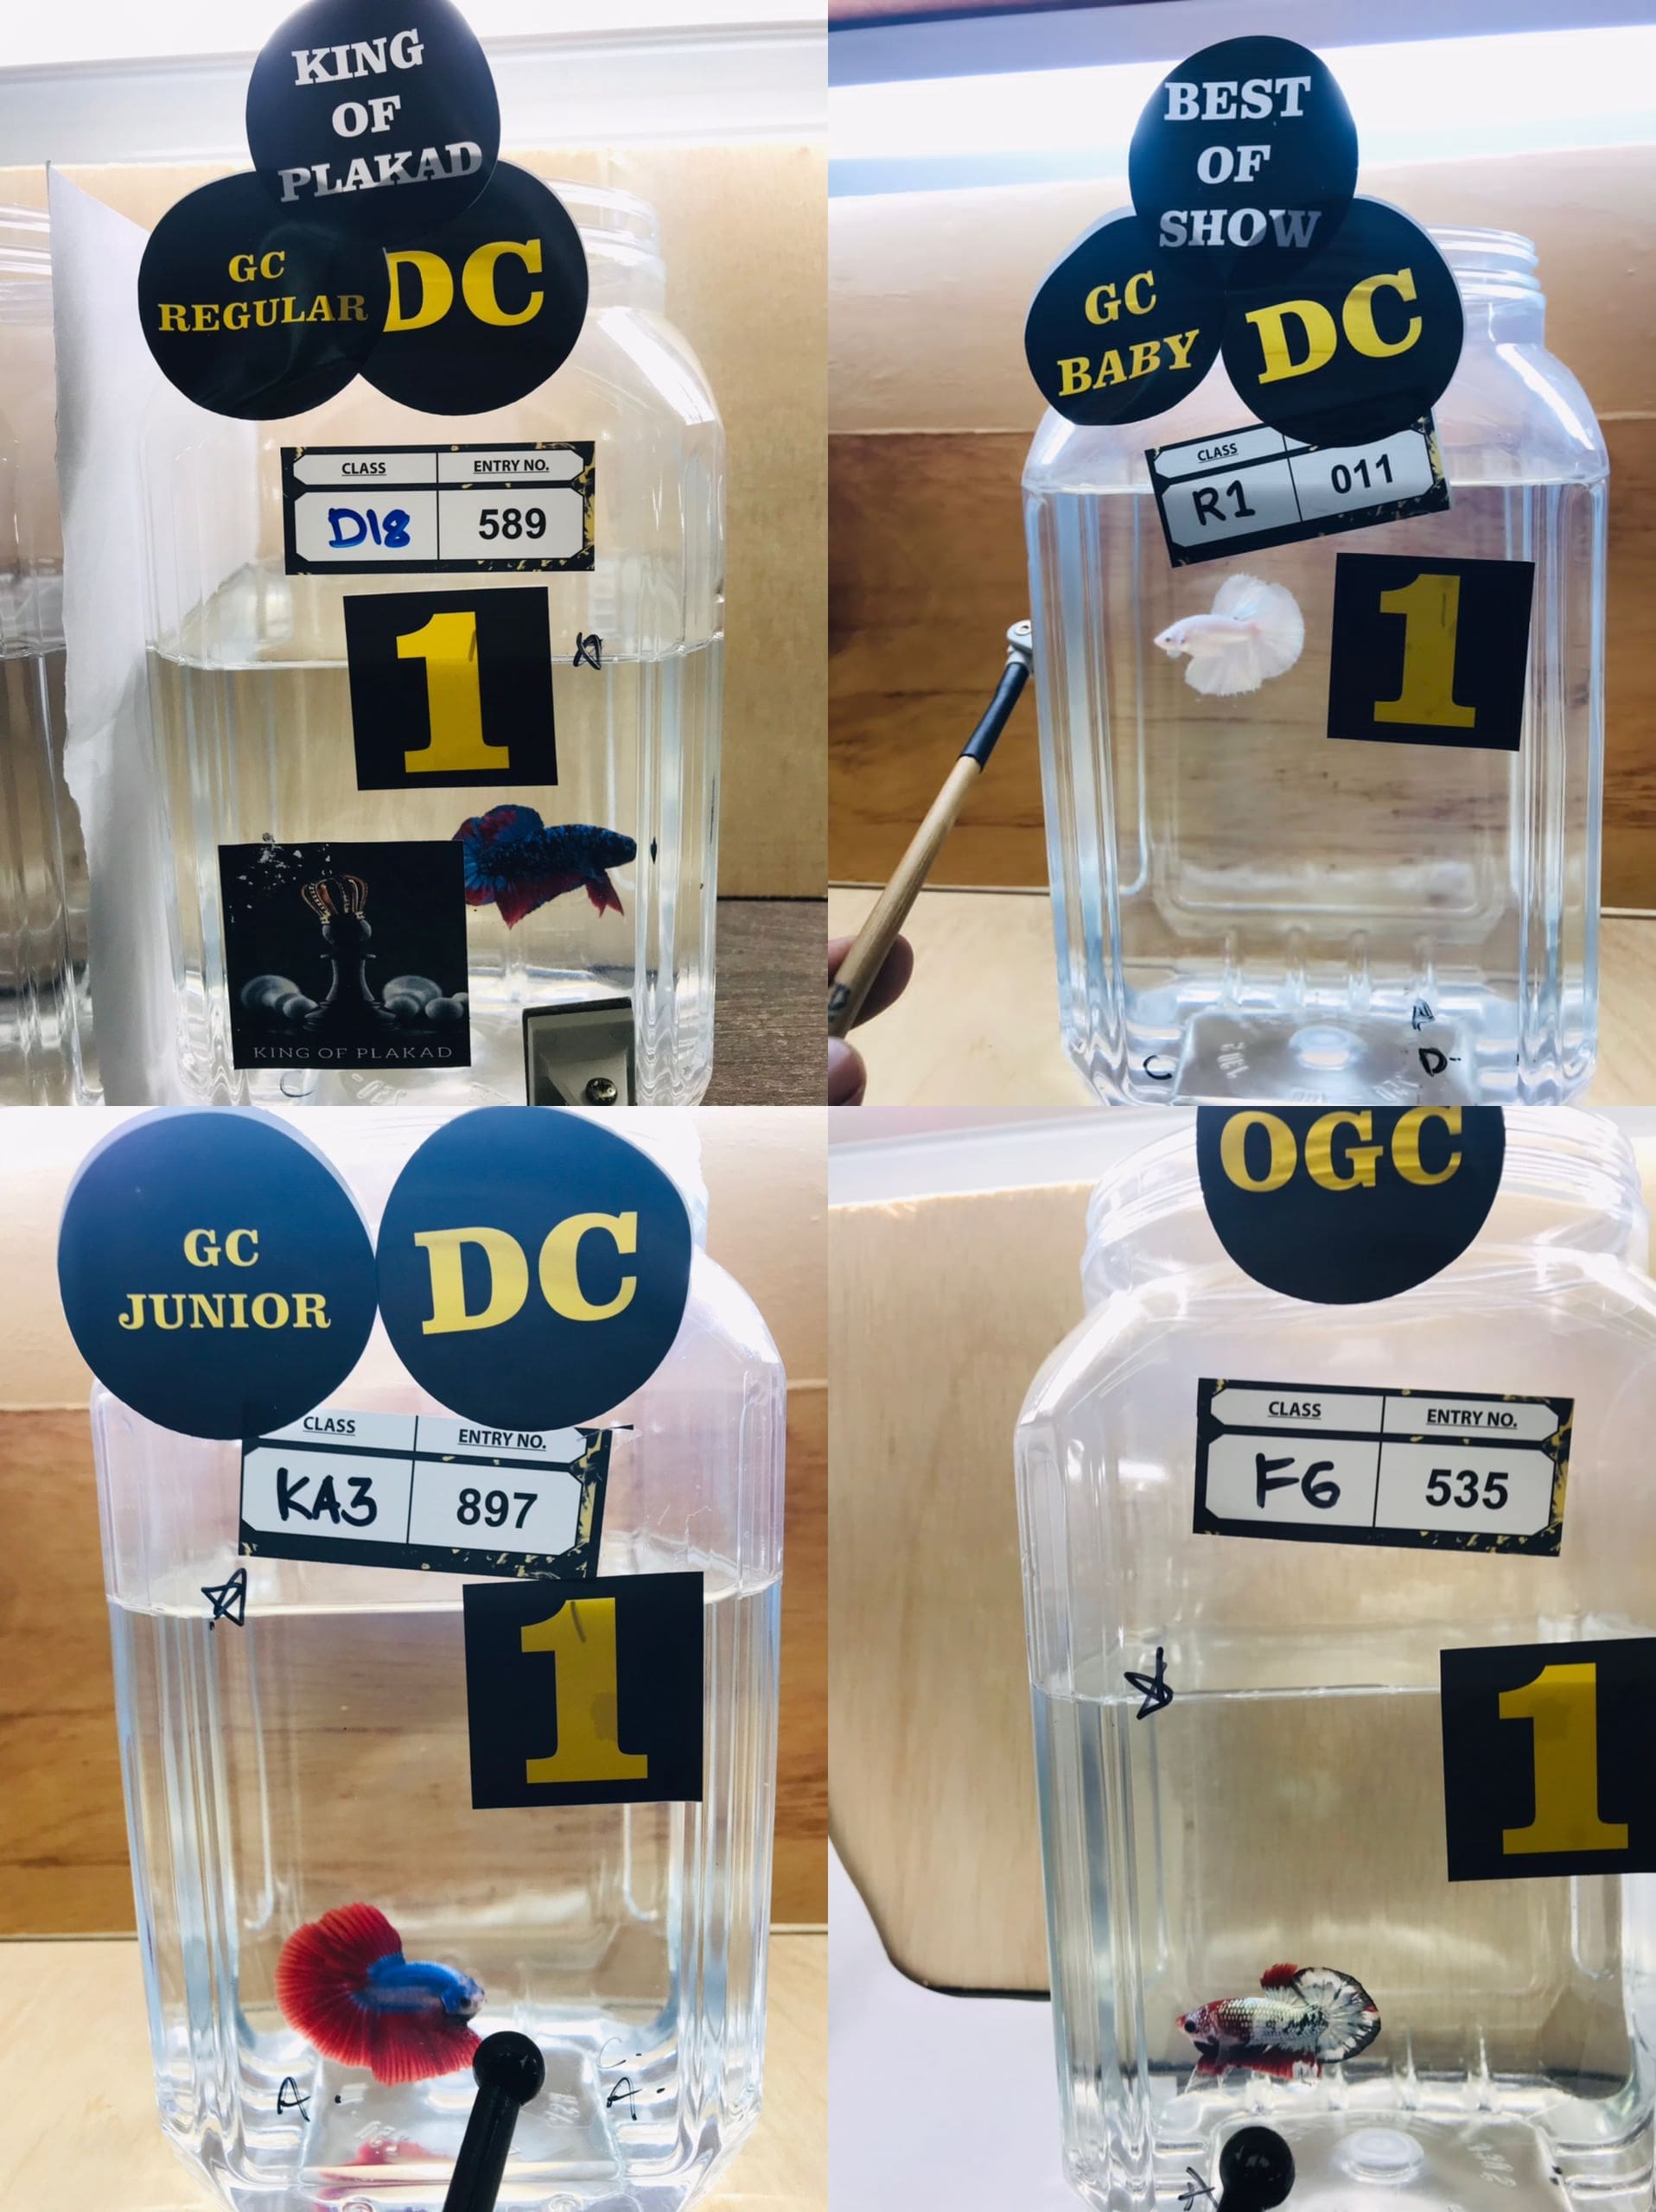 KING
OF
PLAKAD
GC
REGULAR
DC
CLASS
ENTRY NO.
D18
589
1
KING OF PLAKAD
BEST
OF
SHOW
GC
BABY
DC
CLASS
R1
011
1
C
A
D
GC
JUNIOR
DC
CLASS
ENTRY NO.
KA3
897
1
A
C
A
OGC
CLASS
ENTRY NO.
F6
535
1
A